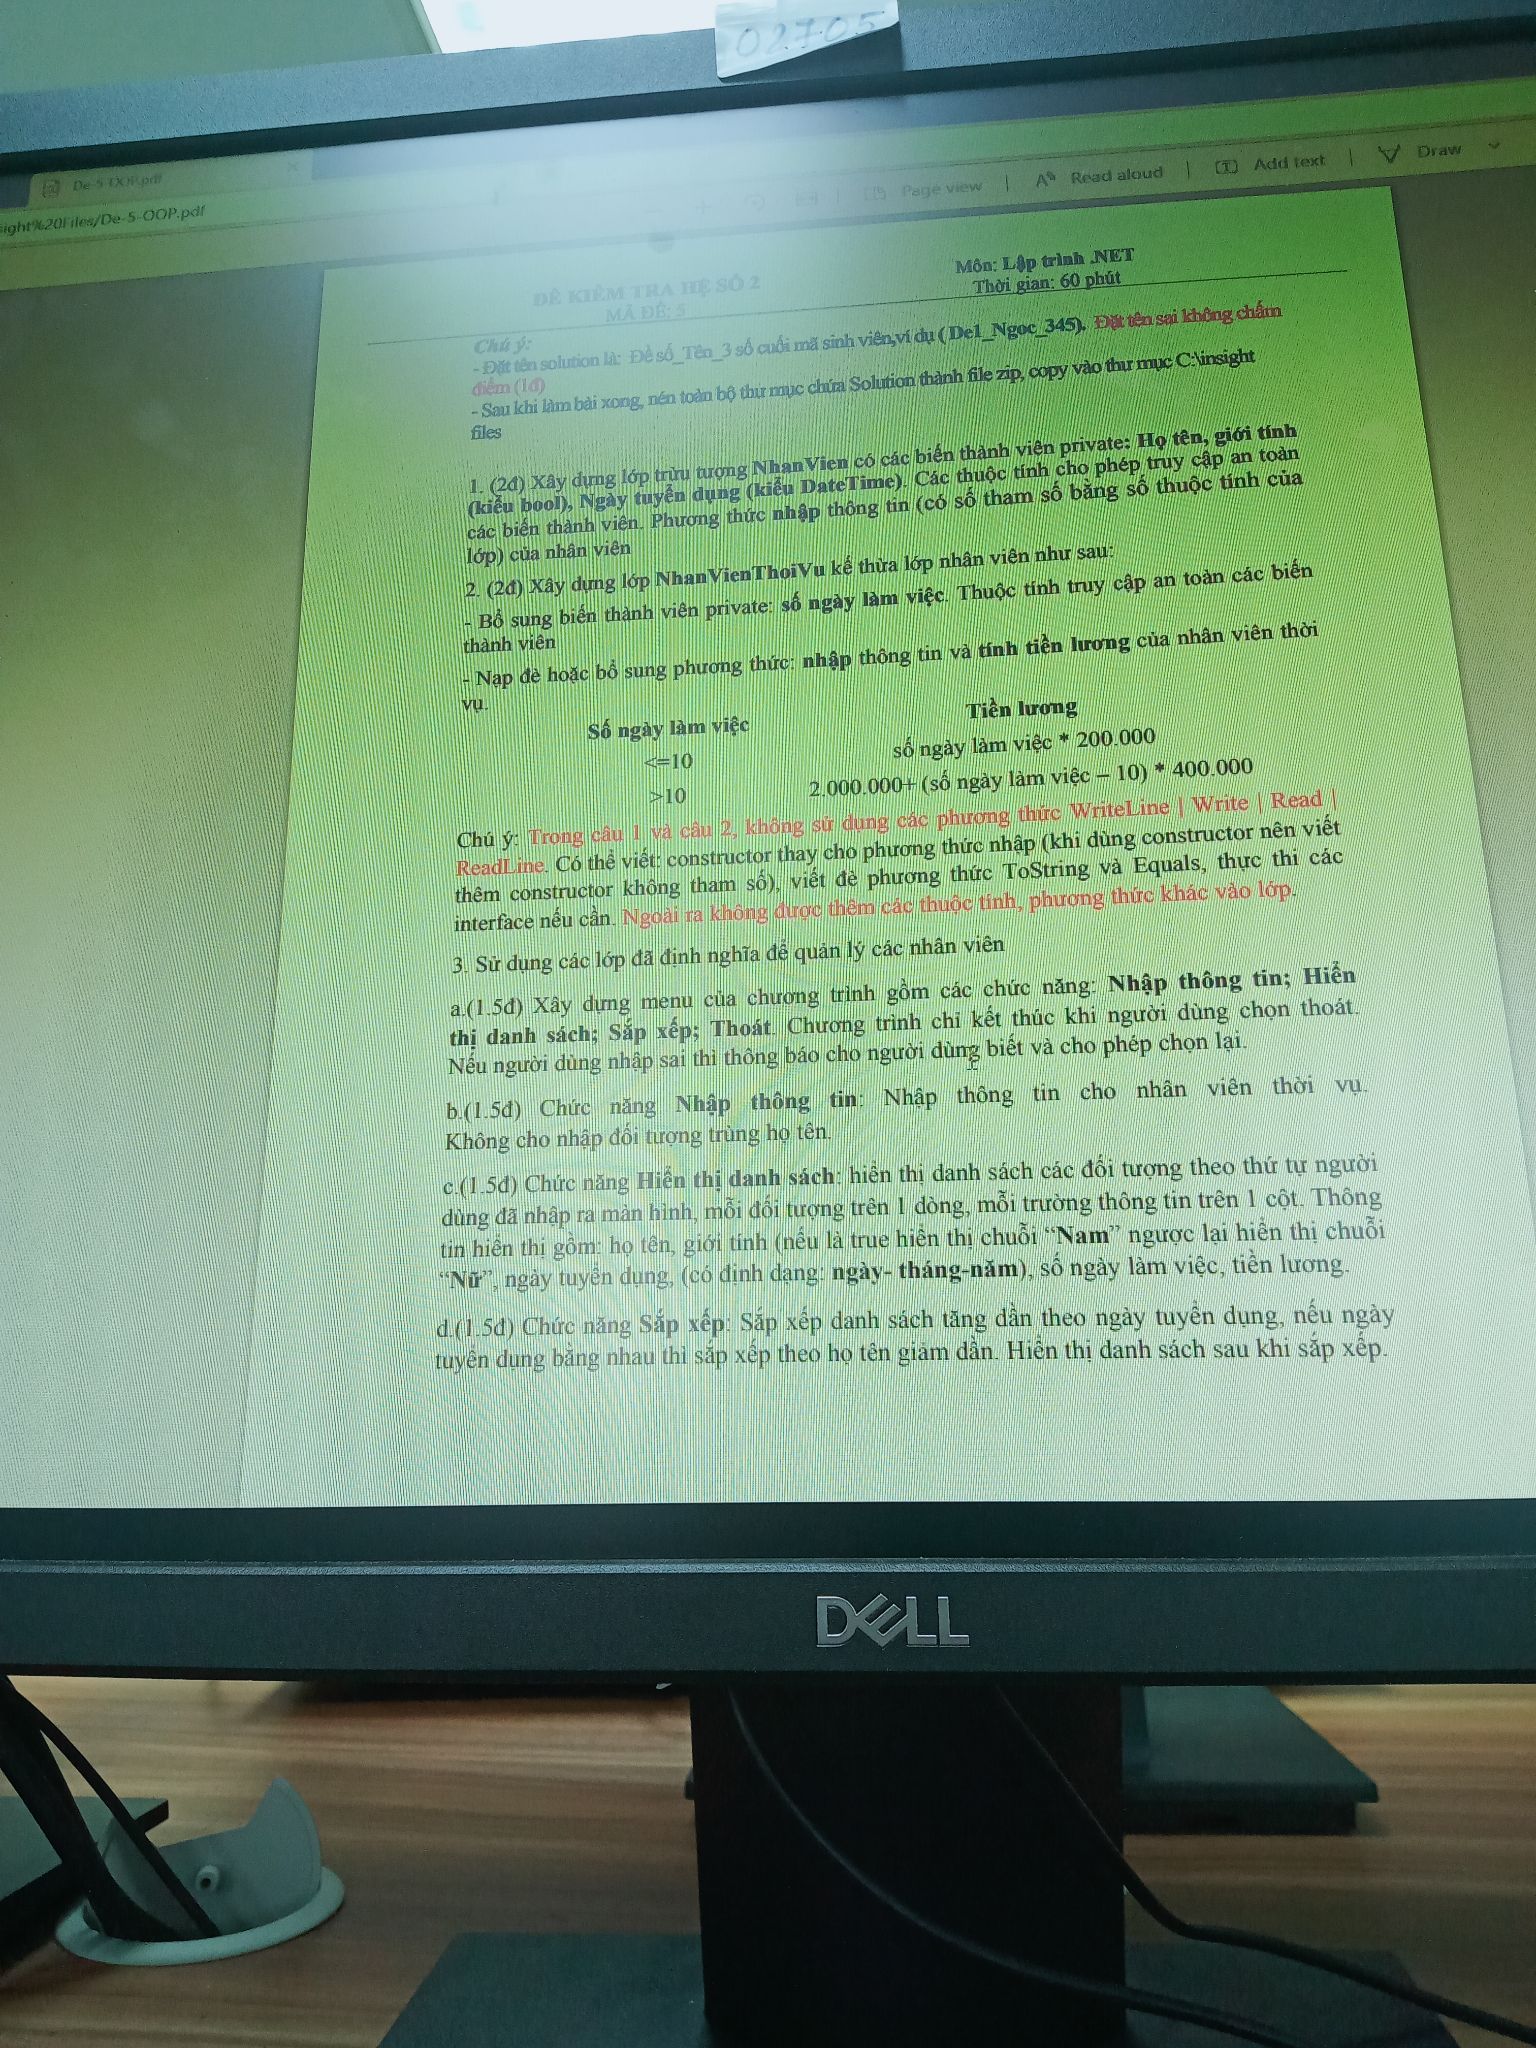 02705
De-5
ight%20Files/De-5-OOP.pdf
Page view | A Read aloud | Add text | Draw
ĐỀ KIỂM TRA HỆ SỐ 2
Môn: Lập trình .NET
MÃ ĐỀ: 5
Thời gian: 60 phút
Chú ý:
- Đặt tên solution là: Đề số_Tên_3 số cuối mã sinh viên,ví dụ ( De1_Ngoc_345). Đặt tên sai không chấm
điểm (1đ)
- Sau khi làm bài xong, nén toàn bộ thư mục chứa Solution thành file zip, copy vào thư mục C:\insight
files
1. (2đ) Xây dựng lớp trừu tượng NhanVien có các biến thành viên private: Họ tên, giới tính
(kiểu bool), Ngày tuyển dụng (kiểu DateTime). Các thuộc tính cho phép truy cập an toàn
các biến thành viên. Phương thức nhập thông tin (có số tham số bằng số thuộc tính của
lớp) của nhân viên
2. (2đ) Xây dựng lớp NhanVienThoiVu kế thừa lớp nhân viên như sau:
- Bổ sung biến thành viên private: số ngày làm việc. Thuộc tính truy cập an toàn các biến
thành viên
- Nạp đè hoặc bổ sung phương thức: nhập thông tin và tính tiền lương của nhân viên thời
vụ.
Số ngày làm việc Tiền lương
<=10 số ngày làm việc * 200.000
>10 2.000.000+ (số ngày làm việc – 10) * 400.000
Chú ý: Trong câu 1 và câu 2, không sử dụng các phương thức WriteLine | Write | Read |
ReadLine. Có thể viết: constructor thay cho phương thức nhập (khi dùng constructor nên viết
thêm constructor không tham số), viết đè phương thức ToString và Equals, thực thi các
interface nếu cần. Ngoài ra không được thêm các thuộc tính, phương thức khác vào lớp.
3. Sử dụng các lớp đã định nghĩa để quản lý các nhân viên
a.(1.5đ) Xây dựng menu của chương trình gồm các chức năng: Nhập thông tin; Hiển
thị danh sách; Sắp xếp; Thoát. Chương trình chỉ kết thúc khi người dùng chọn thoát.
Nếu người dùng nhập sai thì thông báo cho người dùng biết và cho phép chọn lại.
b.(1.5đ) Chức năng Nhập thông tin: Nhập thông tin cho nhân viên thời vụ.
Không cho nhập đối tượng trùng họ tên.
c.(1.5đ) Chức năng Hiển thị danh sách: hiển thị danh sách các đối tượng theo thứ tự người
dùng đã nhập ra màn hình, mỗi đối tượng trên 1 dòng, mỗi trường thông tin trên 1 cột. Thông
tin hiển thị gồm: họ tên, giới tính (nếu là true hiển thị chuỗi “Nam” ngược lại hiển thị chuỗi
“Nữ”, ngày tuyển dụng, (có định dạng: ngày- tháng-năm), số ngày làm việc, tiền lương.
d.(1.5đ) Chức năng Sắp xếp: Sắp xếp danh sách tăng dần theo ngày tuyển dụng, nếu ngày
tuyển dụng bằng nhau thì sắp xếp theo họ tên giảm dần. Hiển thị danh sách sau khi sắp xếp.
DELL